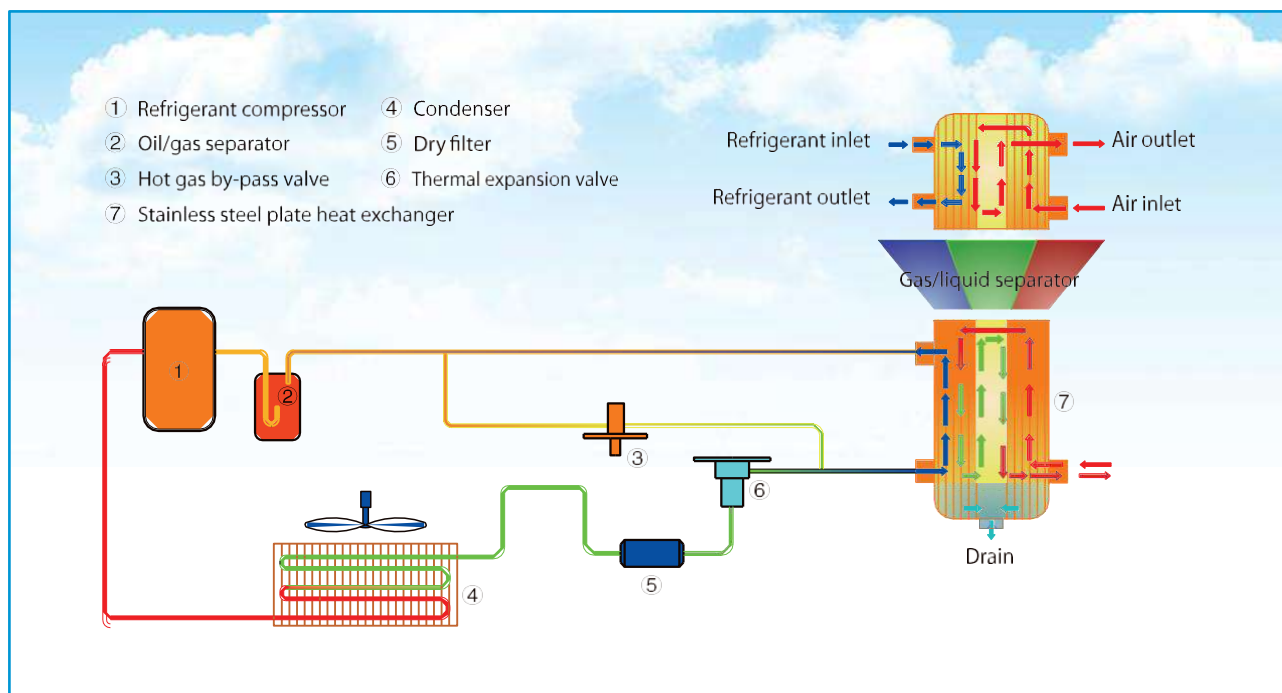 ① Refrigerant compressor
④ Condenser
② Oil/gas separator
⑤ Dry filter
③ Hot gas by-pass valve
⑥ Thermal expansion valve
⑦ Stainless steel plate heat exchanger
Refrigerant inlet
Air outlet
Refrigerant outlet
Air inlet
Gas/liquid separator
①
②
③
⑥
⑦
④
⑤
Drain